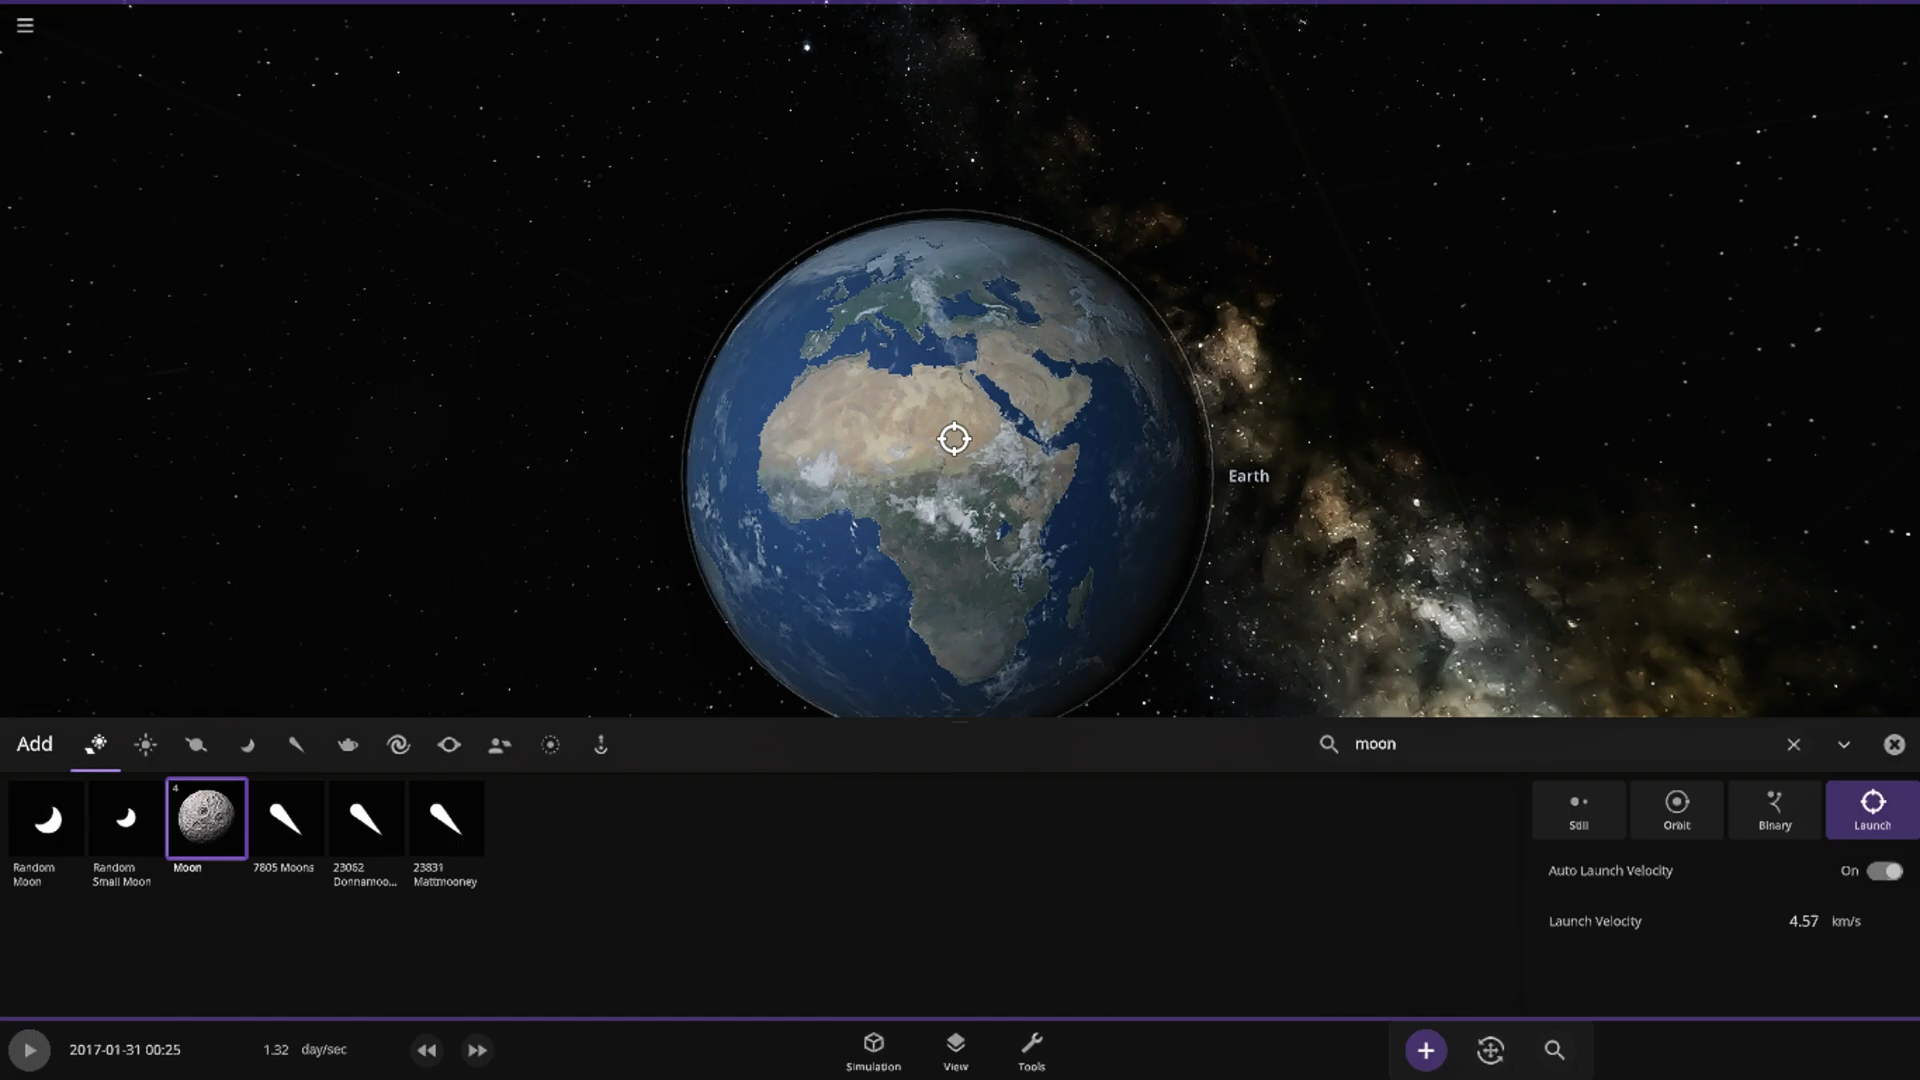 Earth
Add
moon
4
Random
Moon
Random
Small Moon
Moon
7805 Moons
23062
Donnamoo...
23831
Mattmooney
Still
Orbit
Binary
Launch
Auto Launch Velocity
On
Launch Velocity
4.57 km/s
2017-01-31 00:25
1.32 day/sec
Simulation
View
Tools